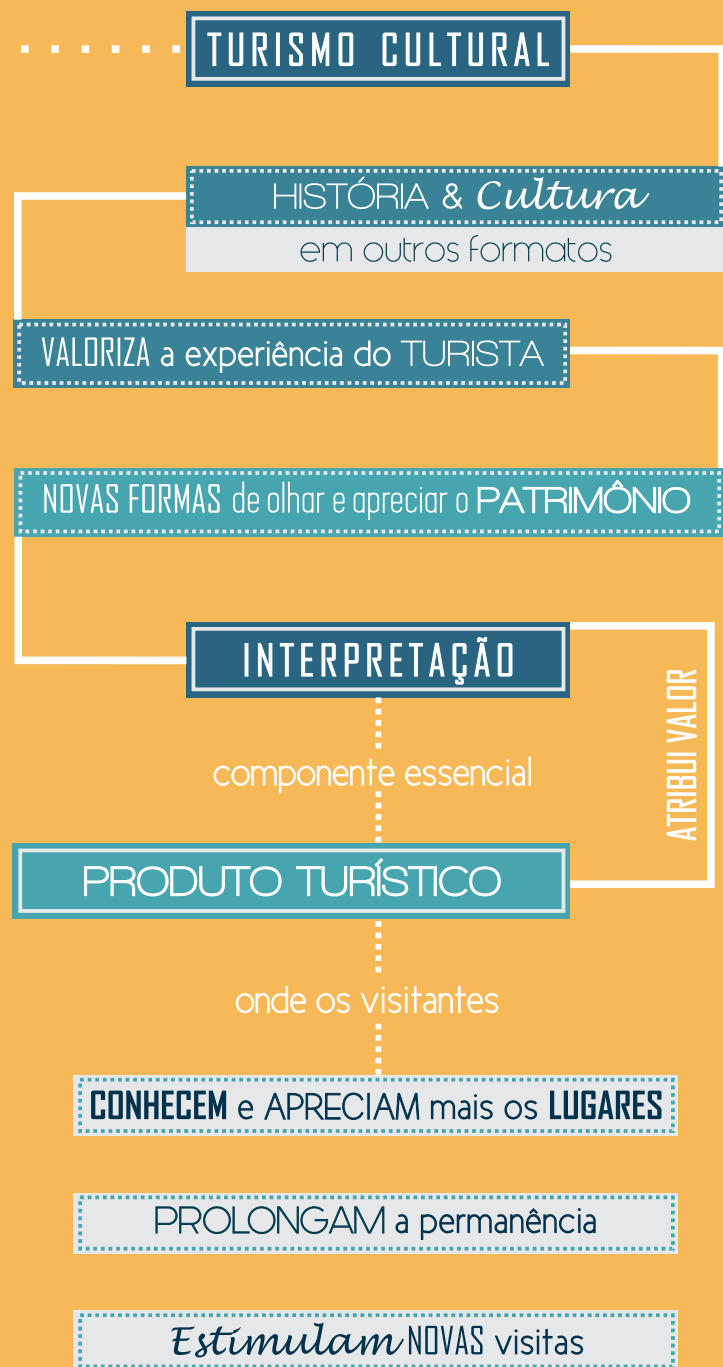 TURISMO CULTURAL
HISTÓRIA & Cultura
em outros formatos
VALORIZA a experiência do TURISTA
NOVAS FORMAS de olhar e apreciar o PATRIMÔNIO
INTERPRETAÇÃO
ATRIBUI VALOR
componente essencial
PRODUTO TURÍSTICO
onde os visitantes
CONHECEM e APRECIAM mais os LUGARES
PROLONGAM a permanência
Estimulam NOVAS visitas